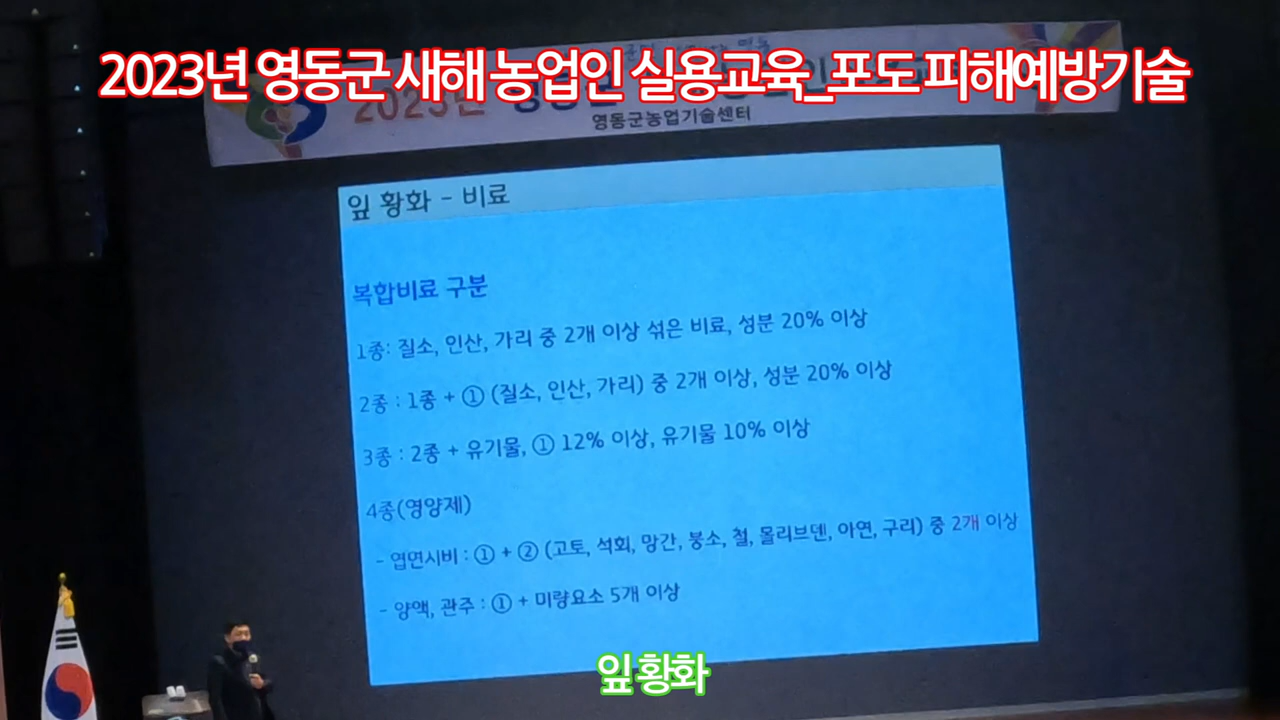 2023년 영동군 새해 농업인 실용교육_포도 피해예방기술
2023년
영동군농업기술센터
잎 황화 - 비료
복합비료 구분
1종: 질소, 인산, 가리 중 2개 이상 섞은 비료, 성분 20% 이상
2종 : 1종 + ① (질소, 인산, 가리) 중 2개 이상, 성분 20% 이상
3종 : 2종 + 유기물, ① 12% 이상, 유기물 10% 이상
4종(영양제)
- 엽연시비 : ① + ② (고토, 석회, 망간, 붕소, 철, 몰리브덴, 아연, 구리) 중 2개 이상
- 양액, 관주 : ① + 미량요소 5개 이상
잎 황화